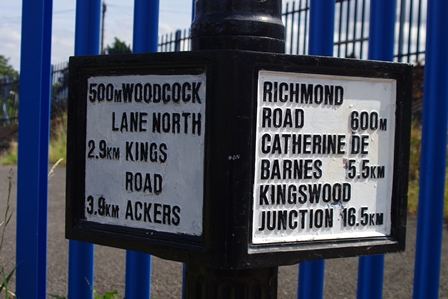 500M WOODCOCK
LANE NORTH
2.9KM KINGS
ROAD
3.9KM ACKERS
RICHMOND
ROAD 600M
CATHERINE DE
BARNES 5.5KM
KINGSWOOD
JUNCTION 16.5KM